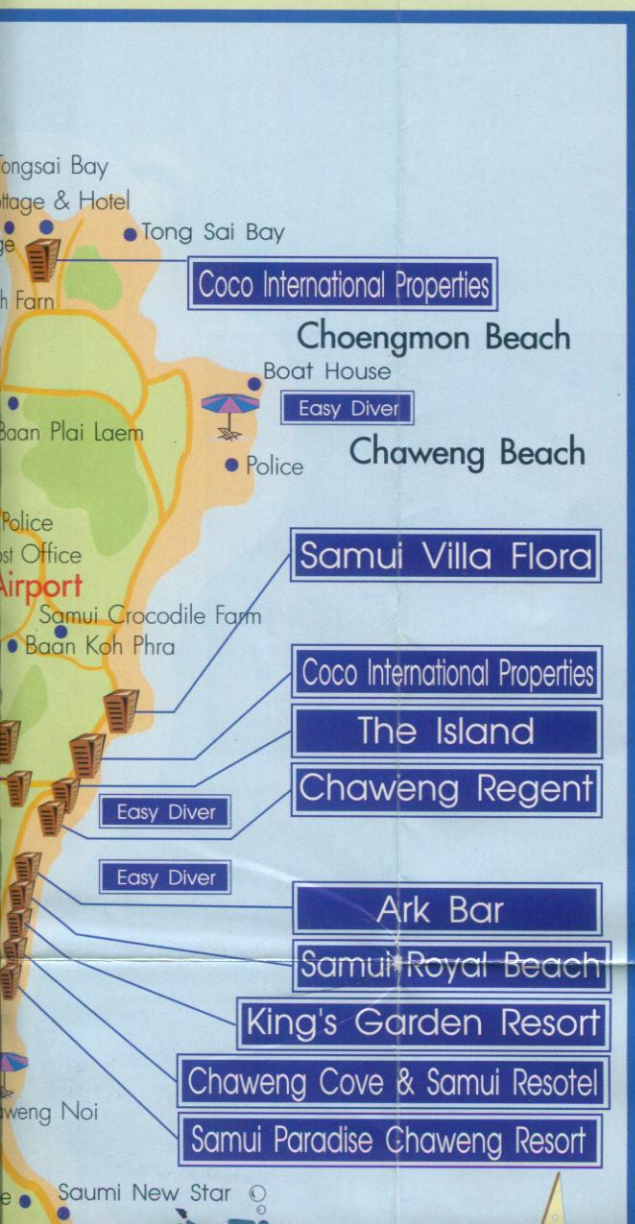 ongsai Bay
ttage & Hotel
Tong Sai Bay
ge
Coco International Properties
h Farn
Choengmon Beach
Boat House
Easy Diver
Baan Plai Laem
Chaweng Beach
Police
Police
ost Office
Airport
Samui Villa Flora
Samui Crocodile Farm
Baan Koh Phra
Coco International Properties
The Island
Chaweng Regent
Easy Diver
Easy Diver
Ark Bar
Samui Royal Beach
King's Garden Resort
Chaweng Cove & Samui Resotel
aweng Noi
Samui Paradise Chaweng Resort
e
Saumi New Star